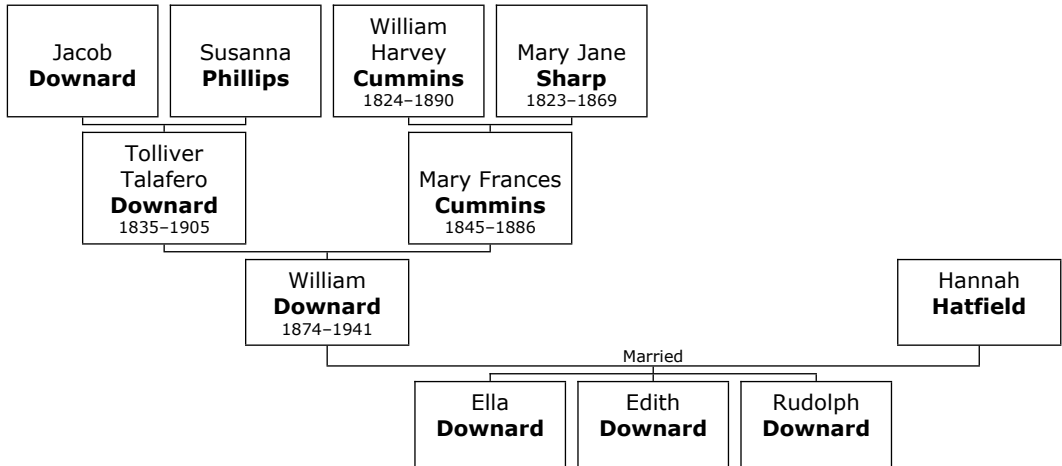 Jacob
Downard
Susanna
Phillips
William
Harvey
Cummins
1824–1890
Mary Jane
Sharp
1823–1869
Tolliver
Talafero
Downard
1835–1905
Mary Frances
Cummins
1845–1886
William
Downard
1874–1941
Hannah
Hatfield
Married
Ella
Downard
Edith
Downard
Rudolph
Downard